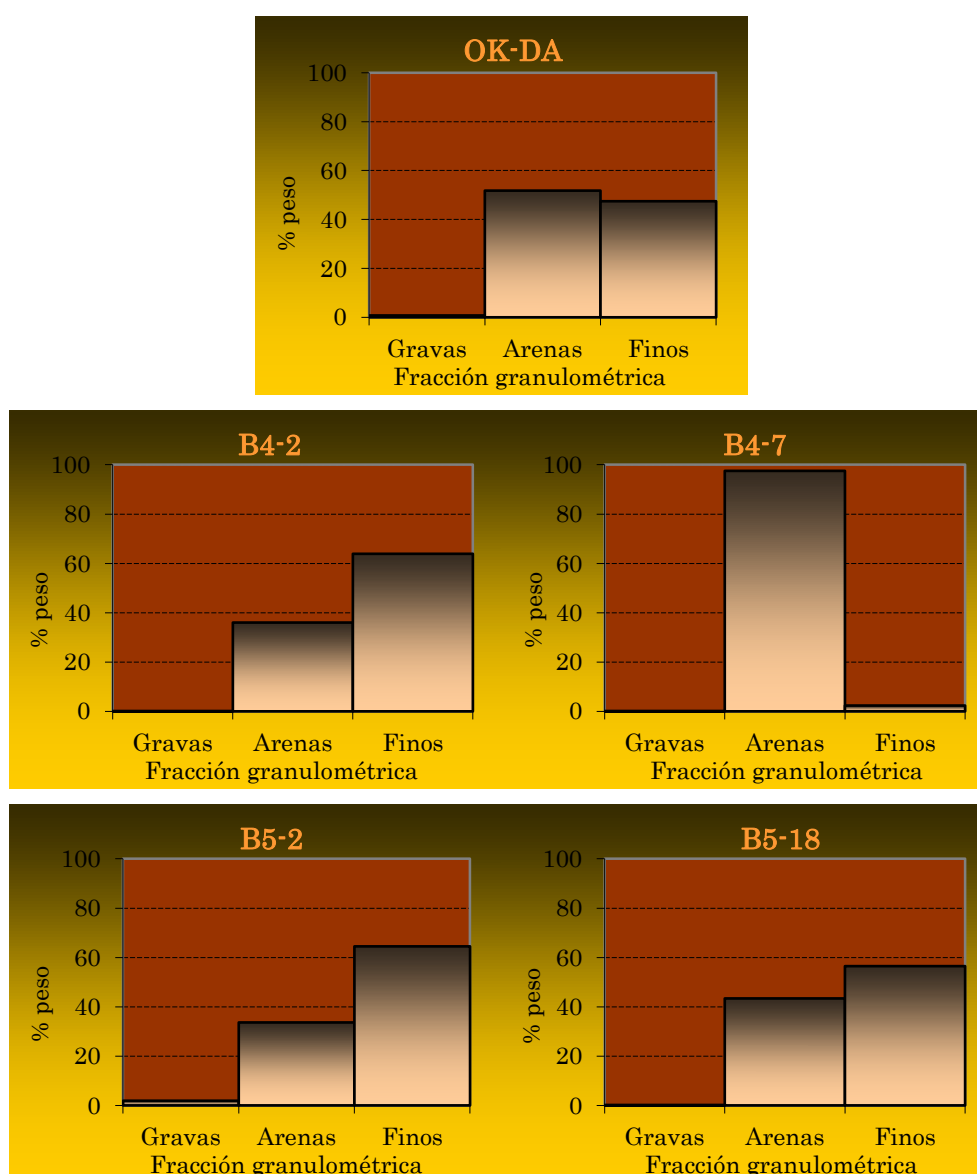 OK-DA
100
80
60
40
20
0
% peso
Gravas Arenas Finos
Fracción granulométrica
B4-2
100
80
60
40
20
0
% peso
Gravas Arenas Finos
Fracción granulométrica
B4-7
100
80
60
40
20
0
% peso
Gravas Arenas Finos
Fracción granulométrica
B5-2
100
80
60
40
20
0
% peso
Gravas Arenas Finos
Fracción granulométrica
B5-18
100
80
60
40
20
0
% peso
Gravas Arenas Finos
Fracción granulométrica